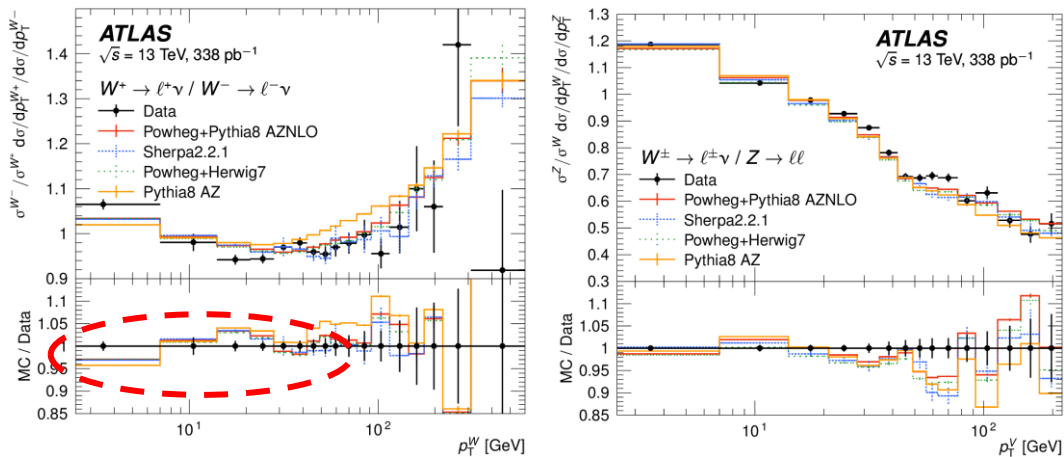 σ^{W^-}/σ^{W^+} dσ/dp_T^{W+}/dσ/dp_T^{W-}
ATLAS
√s = 13 TeV, 338 pb⁻¹
W⁺ → ℓ⁺ν / W⁻ → ℓ⁻ν
Data
Powheg+Pythia8 AZNLO
Sherpa2.2.1
Powheg+Herwig7
Pythia8 AZ
1.4
1.3
1.2
1.1
1
0.9
MC / Data
1.1
1.05
1
0.95
0.9
0.85
10¹
10²
p_T^W [GeV]
σ^Z/σ^W dσ/dp_T^W/dσ/dp_T^Z
ATLAS
√s = 13 TeV, 338 pb⁻¹
W^± → ℓ^±ν / Z → ℓℓ
Data
Powheg+Pythia8 AZNLO
Sherpa2.2.1
Powheg+Herwig7
Pythia8 AZ
1.3
1.2
1.1
1
0.9
0.8
0.7
0.6
0.5
0.4
0.3
MC / Data
1.1
1.05
1
0.95
0.9
0.85
10¹
10²
p_T^V [GeV]